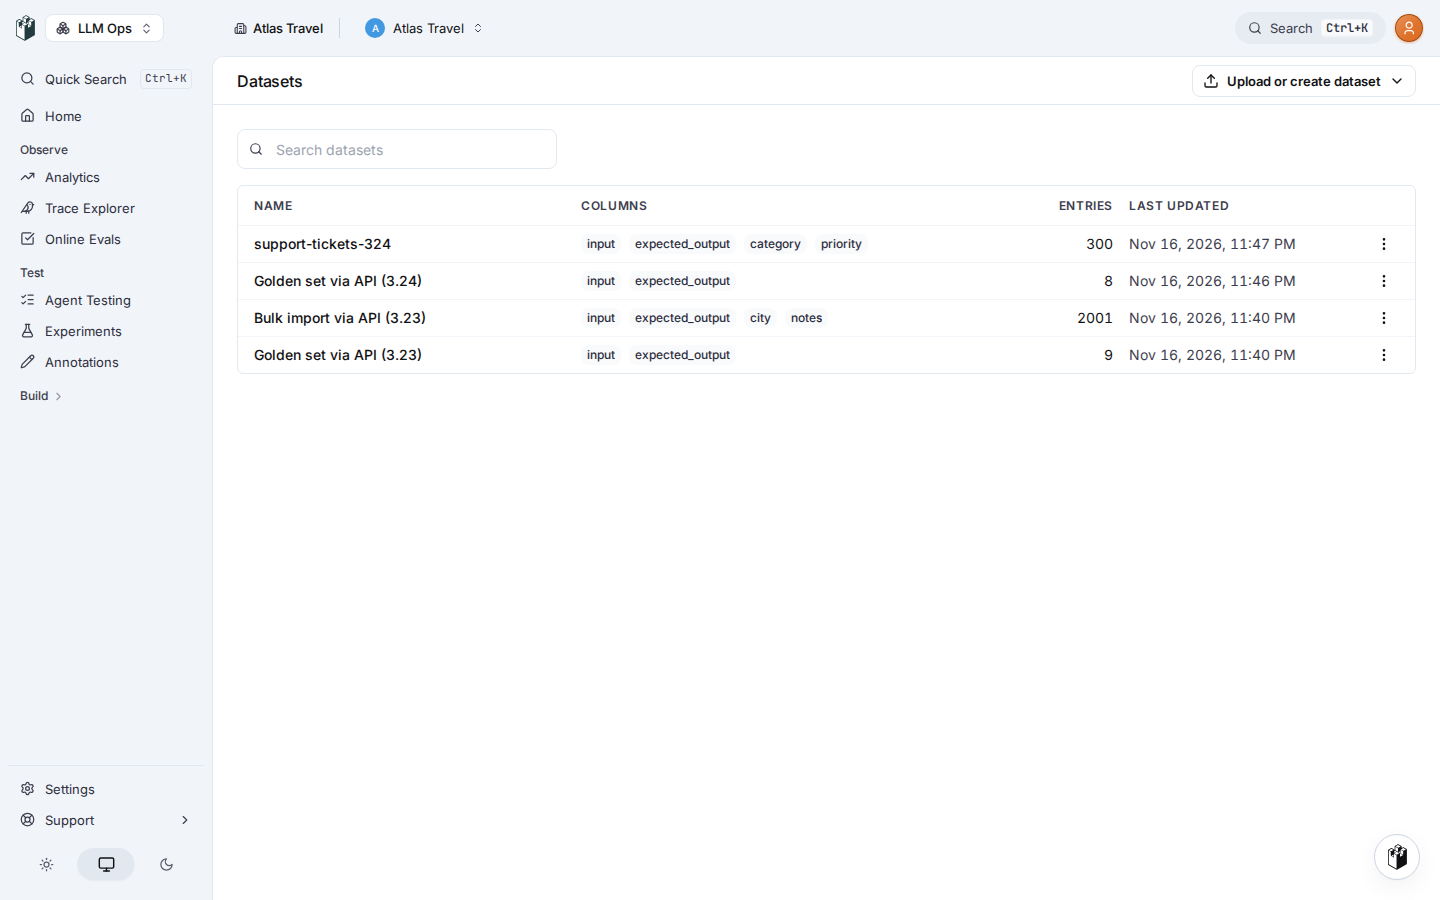 LLM Ops
Atlas Travel
A Atlas Travel
Search Ctrl+K
Quick Search Ctrl+K
Home
Observe
Analytics
Trace Explorer
Online Evals
Test
Agent Testing
Experiments
Annotations
Build
Settings
Support
Datasets
Upload or create dataset
Search datasets
NAME COLUMNS ENTRIES LAST UPDATED
support-tickets-324 input expected_output category priority 300 Nov 16, 2026, 11:47 PM
Golden set via API (3.24) input expected_output 8 Nov 16, 2026, 11:46 PM
Bulk import via API (3.23) input expected_output city notes 2001 Nov 16, 2026, 11:40 PM
Golden set via API (3.23) input expected_output 9 Nov 16, 2026, 11:40 PM